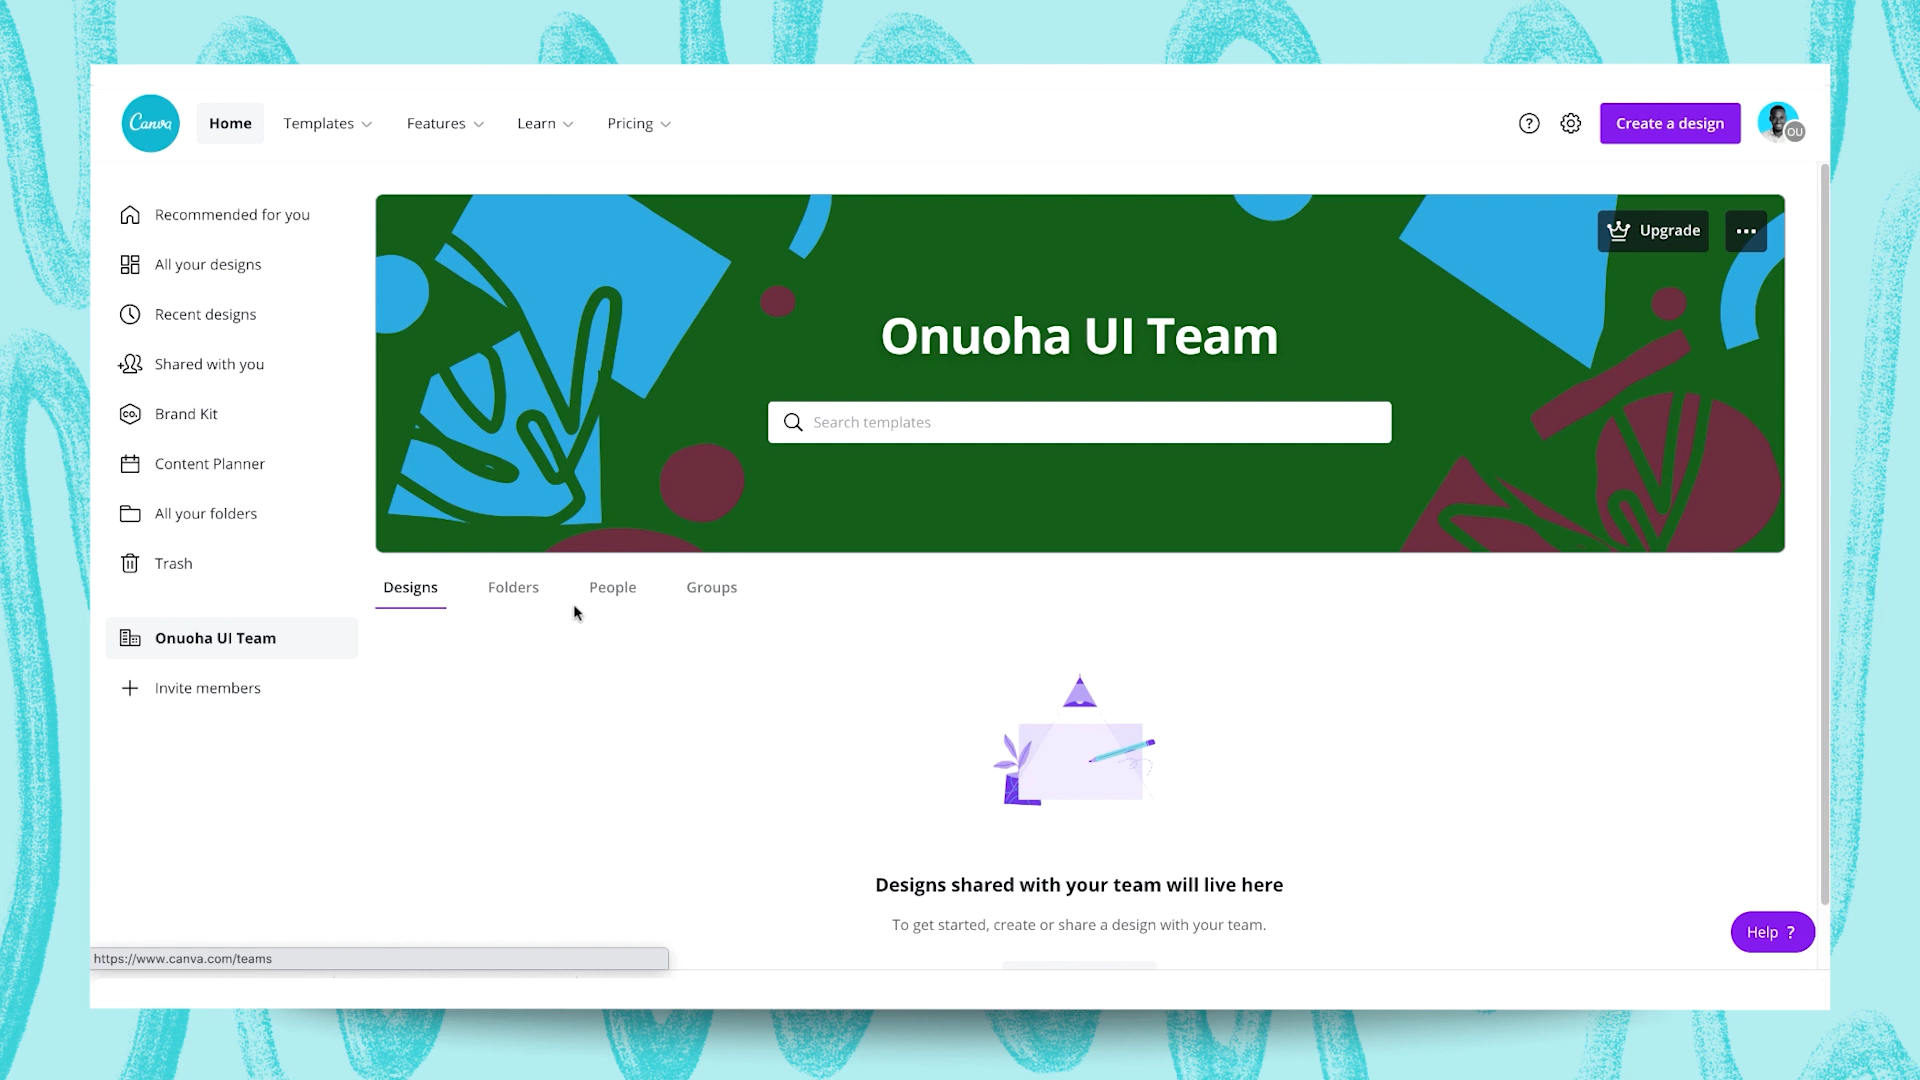 Canva
Home
Templates
Features
Learn
Pricing
Create a design
OU
Recommended for you
All your designs
Recent designs
Shared with you
co.
Brand Kit
Content Planner
All your folders
Trash
Onuoha UI Team
Invite members
Upgrade
Onuoha UI Team
Search templates
Designs
Folders
People
Groups
Designs shared with your team will live here
To get started, create or share a design with your team.
Help ?
https://www.canva.com/teams